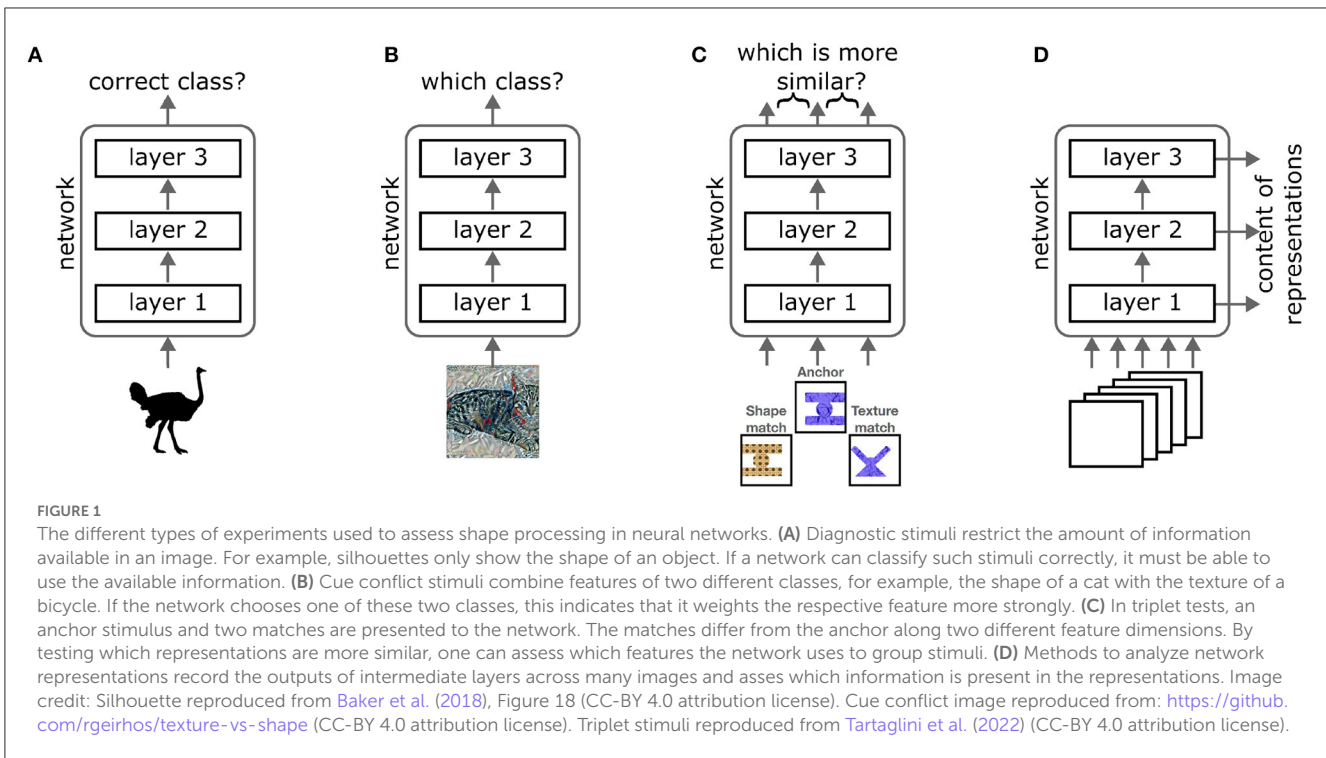 A
correct class?
network
layer 3
layer 2
layer 1
B
which class?
network
layer 3
layer 2
layer 1
C
which is more
similar?
network
layer 3
layer 2
layer 1
Anchor
Shape
match
Texture
match
D
network
layer 3
layer 2
layer 1
content of
representations
FIGURE 1
The different types of experiments used to assess shape processing in neural networks. (A) Diagnostic stimuli restrict the amount of information
available in an image. For example, silhouettes only show the shape of an object. If a network can classify such stimuli correctly, it must be able to
use the available information. (B) Cue conflict stimuli combine features of two different classes, for example, the shape of a cat with the texture of a
bicycle. If the network chooses one of these two classes, this indicates that it weights the respective feature more strongly. (C) In triplet tests, an
anchor stimulus and two matches are presented to the network. The matches differ from the anchor along two different feature dimensions. By
testing which representations are more similar, one can assess which features the network uses to group stimuli. (D) Methods to analyze network
representations record the outputs of intermediate layers across many images and asses which information is present in the representations. Image
credit: Silhouette reproduced from Baker et al. (2018), Figure 18 (CC-BY 4.0 attribution license). Cue conflict image reproduced from: https://github.
com/rgeirhos/texture-vs-shape (CC-BY 4.0 attribution license). Triplet stimuli reproduced from Tartaglini et al. (2022) (CC-BY 4.0 attribution license).